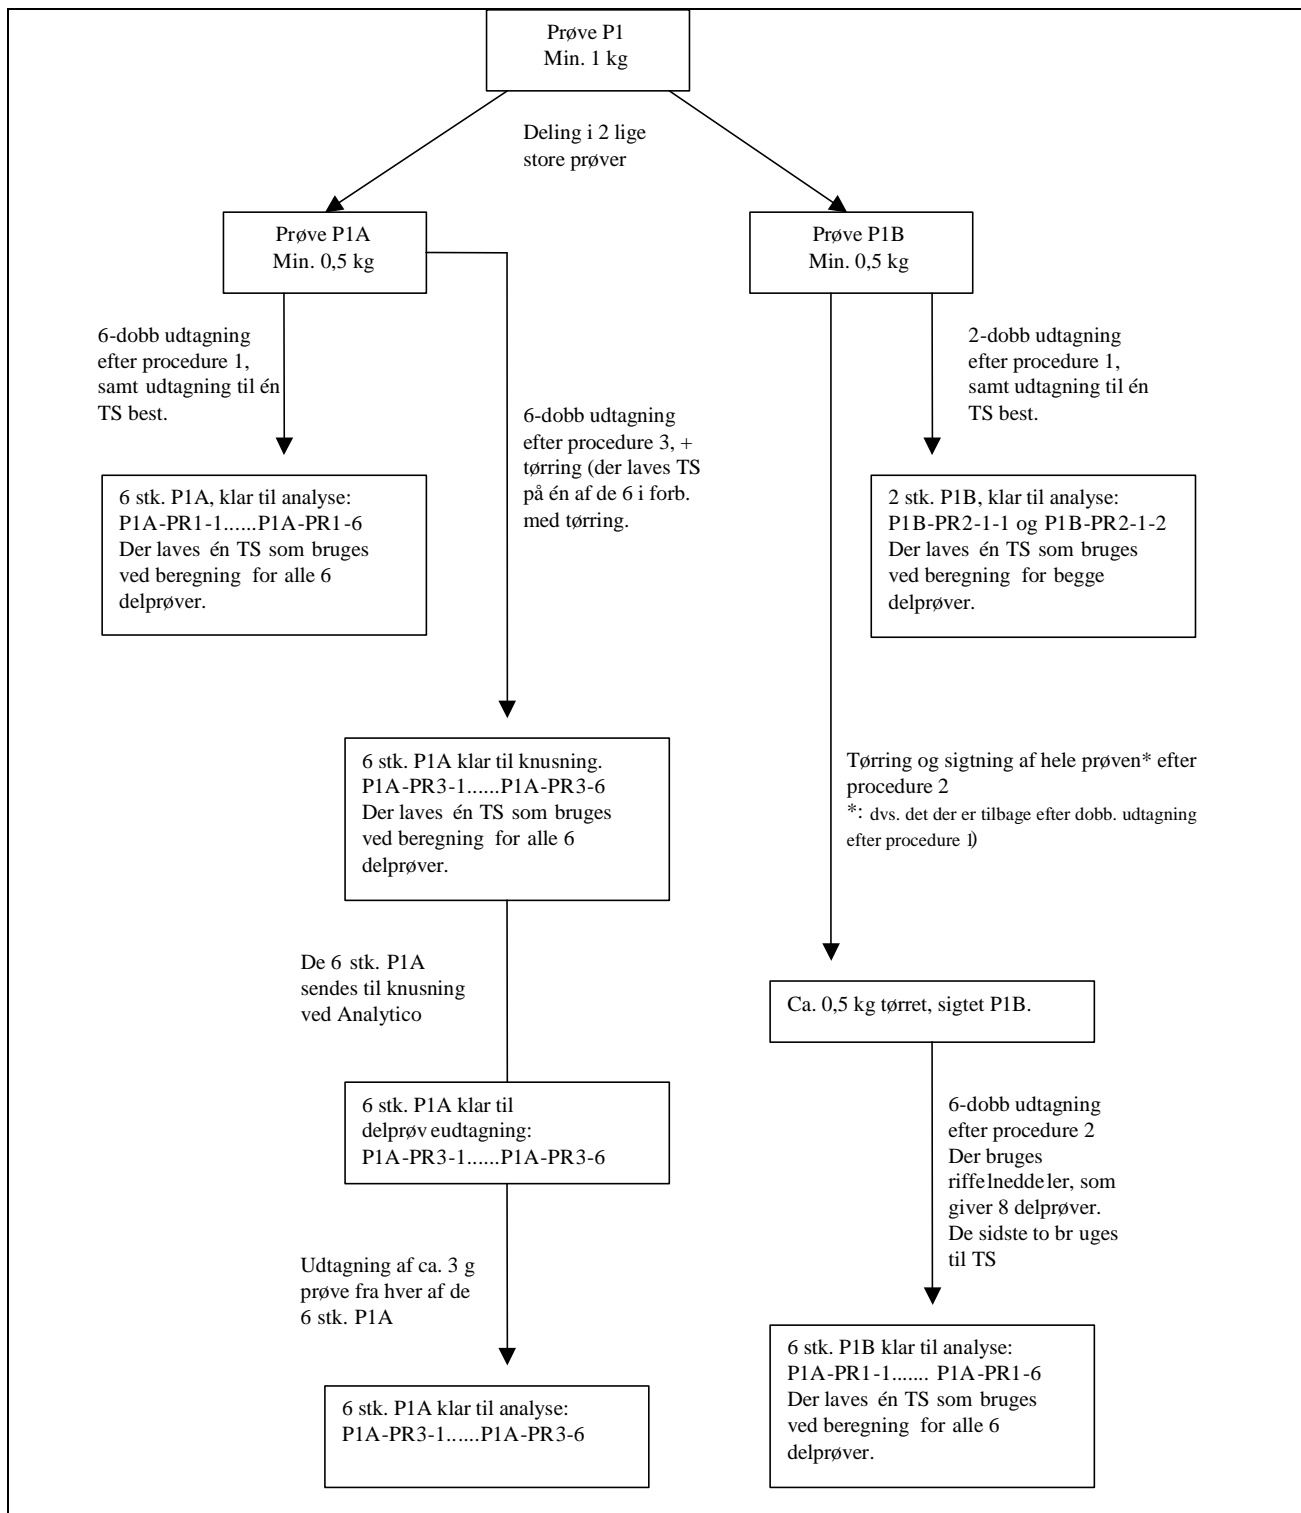 Prøve P1
Min. 1 kg
Deling i 2 lige
store prøver
Prøve P1A
Min. 0,5 kg
Prøve P1B
Min. 0,5 kg
6-dobb udtagning
efter procedure 1,
samt udtagning til én
TS best.
2-dobb udtagning
efter procedure 1,
samt udtagning til én
TS best.
6-dobb udtagning
efter procedure 3, +
tørring (der laves TS
på én af de 6 i forb.
med tørring.
6 stk. P1A, klar til analyse:
P1A-PR1-1......P1A-PR1-6
Der laves én TS som bruges
ved beregning for alle 6
delprøver.
2 stk. P1B, klar til analyse:
P1B-PR2-1-1 og P1B-PR2-1-2
Der laves én TS som bruges
ved beregning for begge
delprøver.
6 stk. P1A klar til knusning.
P1A-PR3-1......P1A-PR3-6
Der laves én TS som bruges
ved beregning for alle 6
delprøver.
Tørring og sigtning af hele prøven* efter
procedure 2
*: dvs. det der er tilbage efter dobb. udtagning
efter procedure 1)
De 6 stk. P1A
sendes til knusning
ved Analytico
Ca. 0,5 kg tørret, sigtet P1B.
6 stk. P1A klar til
delprøveudtagning:
P1A-PR3-1......P1A-PR3-6
6-dobb udtagning
efter procedure 2
Der bruges
riffelneddeler, som
giver 8 delprøver.
De sidste to bruges
til TS
Udtagning af ca. 3 g
prøve fra hver af de
6 stk. P1A
6 stk. P1A klar til analyse:
P1A-PR3-1......P1A-PR3-6
6 stk. P1B klar til analyse:
P1A-PR1-1....... P1A-PR1-6
Der laves én TS som bruges
ved beregning for alle 6
delprøver.